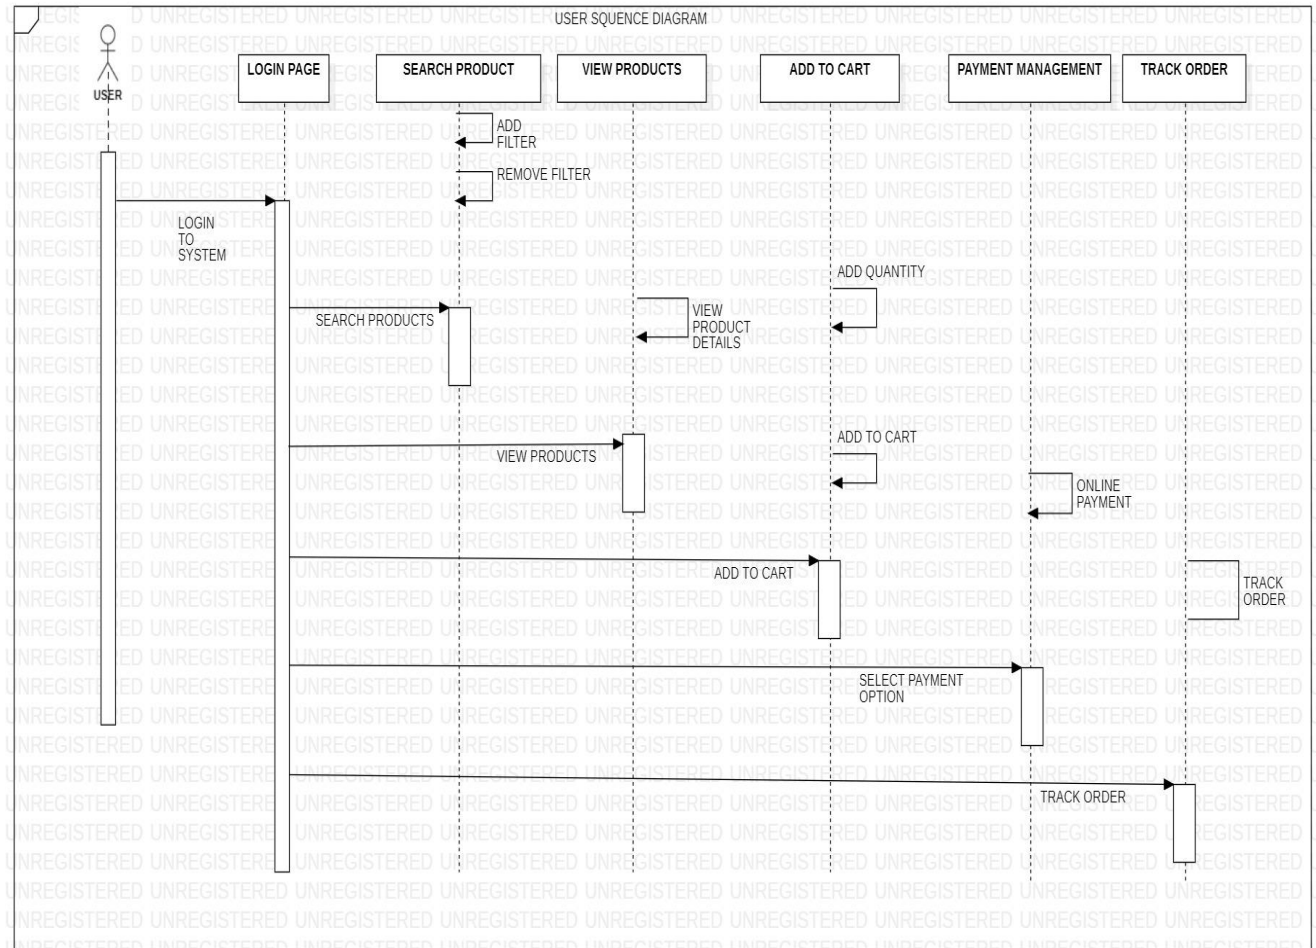 USER SQUENCE DIAGRAM
USER
LOGIN PAGE
SEARCH PRODUCT
VIEW PRODUCTS
ADD TO CART
PAYMENT MANAGEMENT
TRACK ORDER
ADD
FILTER
REMOVE FILTER
LOGIN
TO
SYSTEM
ADD QUANTITY
SEARCH PRODUCTS
VIEW
PRODUCT
DETAILS
ADD TO CART
VIEW PRODUCTS
ONLINE
PAYMENT
ADD TO CART
TRACK
ORDER
SELECT PAYMENT
OPTION
TRACK ORDER
UNREGISTERED